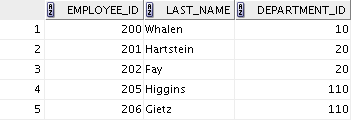 EMPLOYEE_ID LAST_NAME DEPARTMENT_ID
1 200 Whalen 10
2 201 Hartstein 20
3 202 Fay 20
4 205 Higgins 110
5 206 Gietz 110